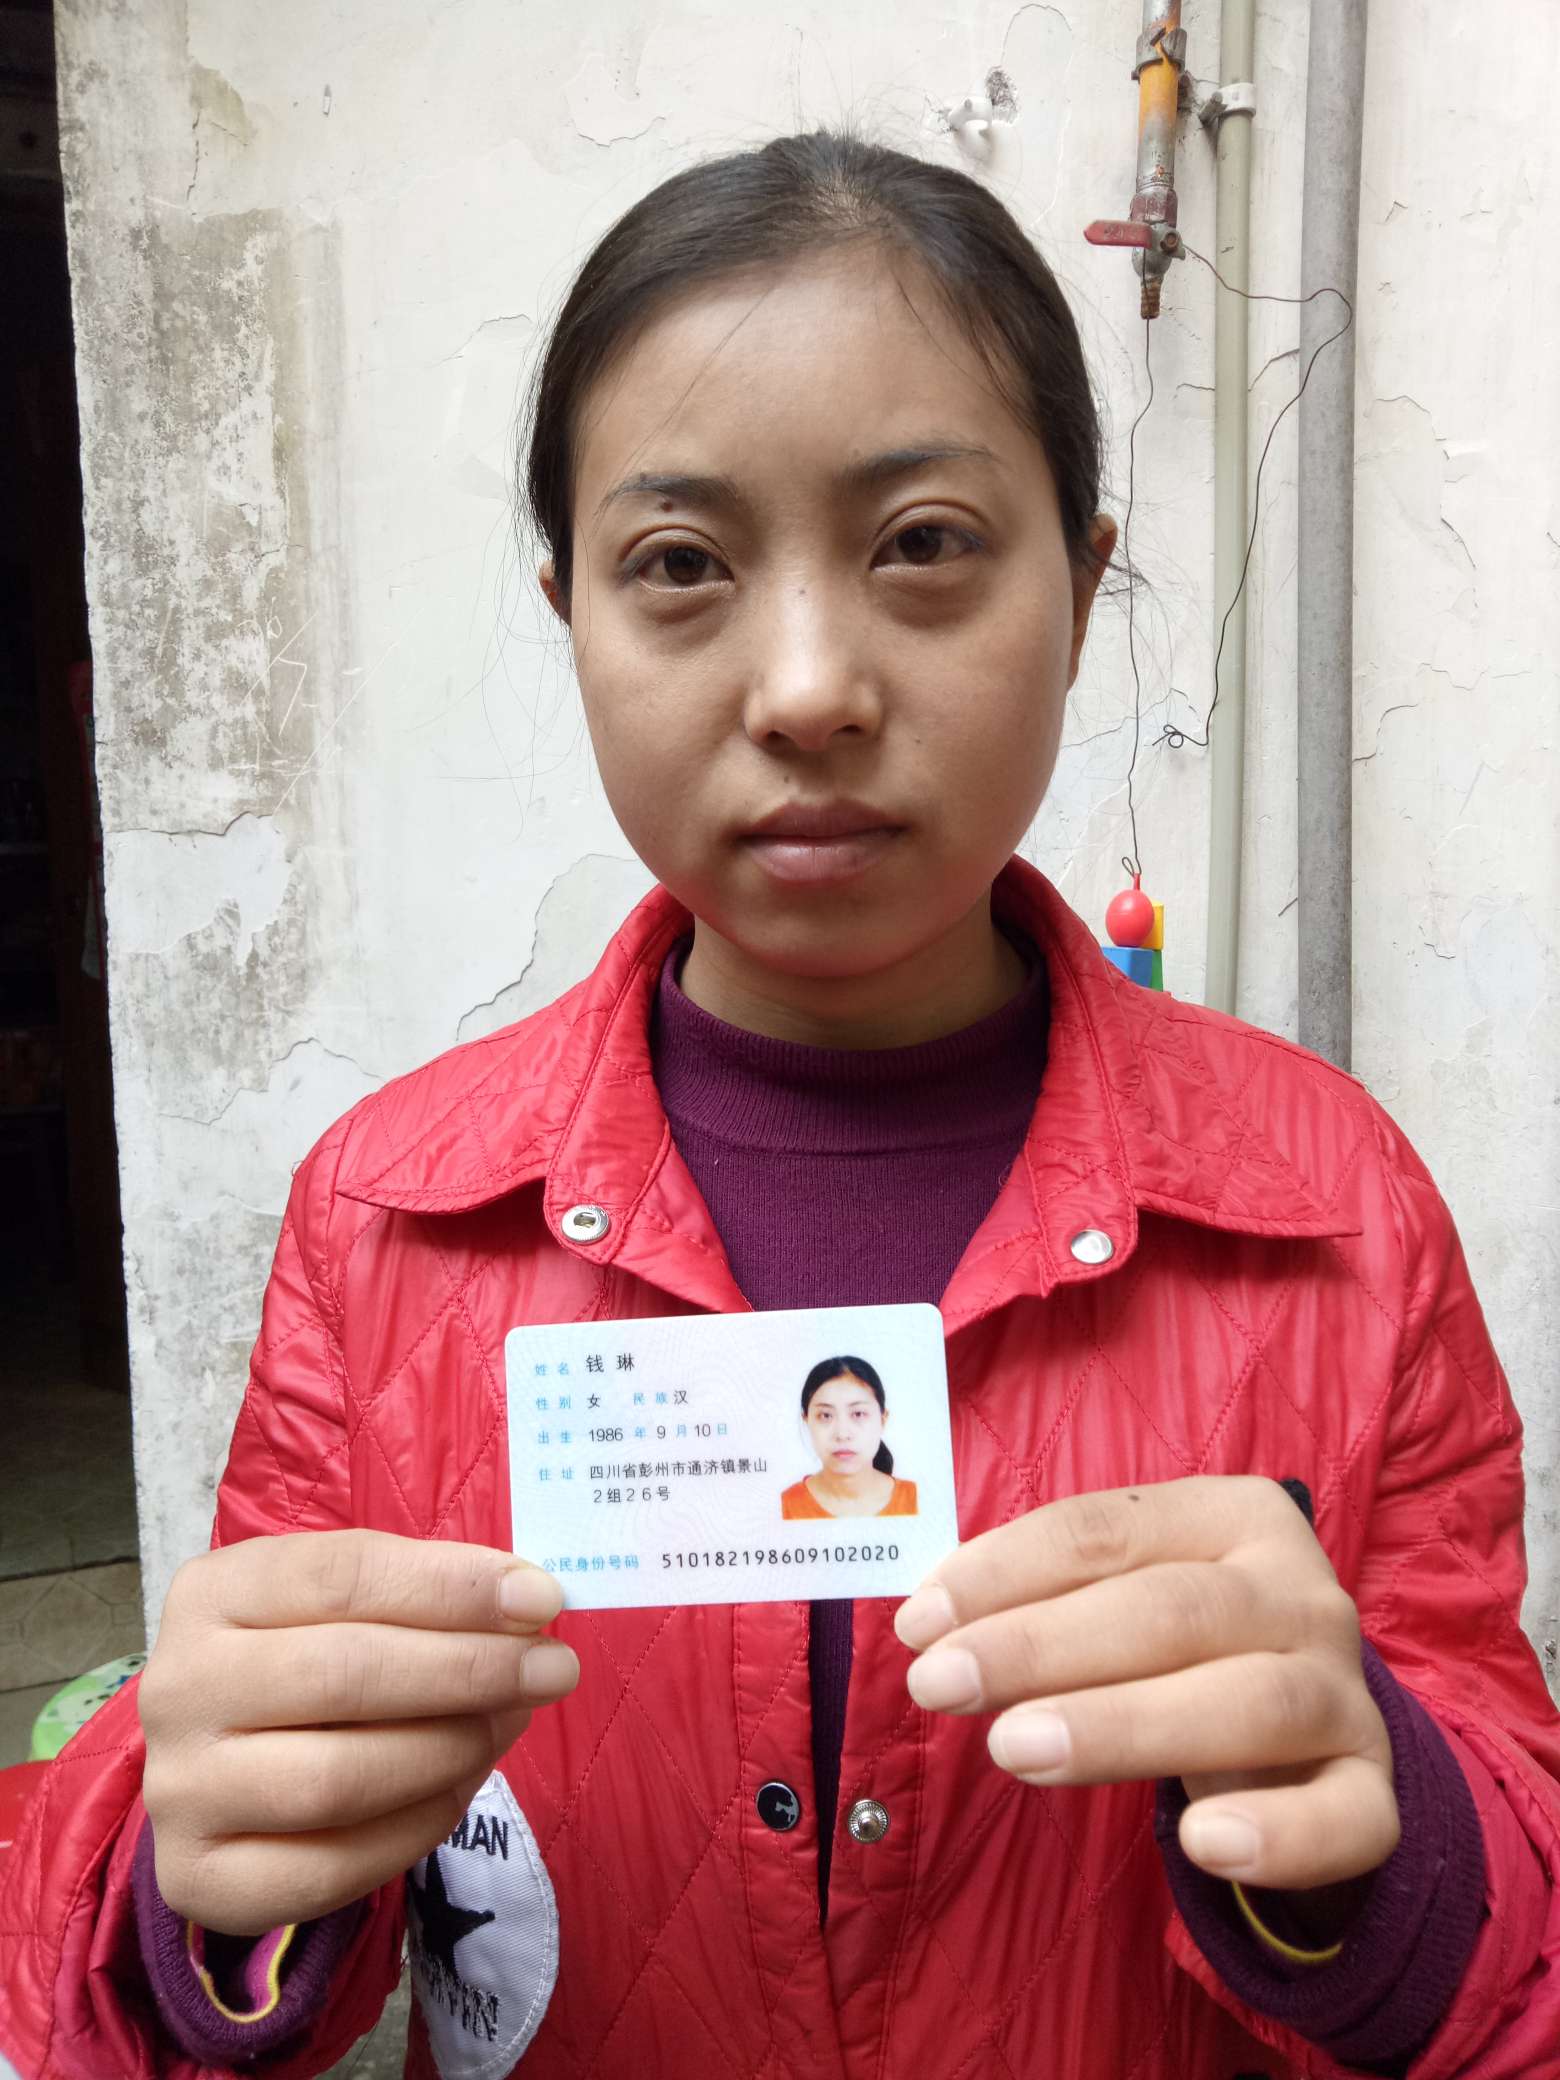 姓名 钱琳
性别 女 民族 汉
出生 1986 年 9 月 10 日
住址 四川省彭州市通济镇景山
2组26号
公民身份号码 510182198609102020
MAN